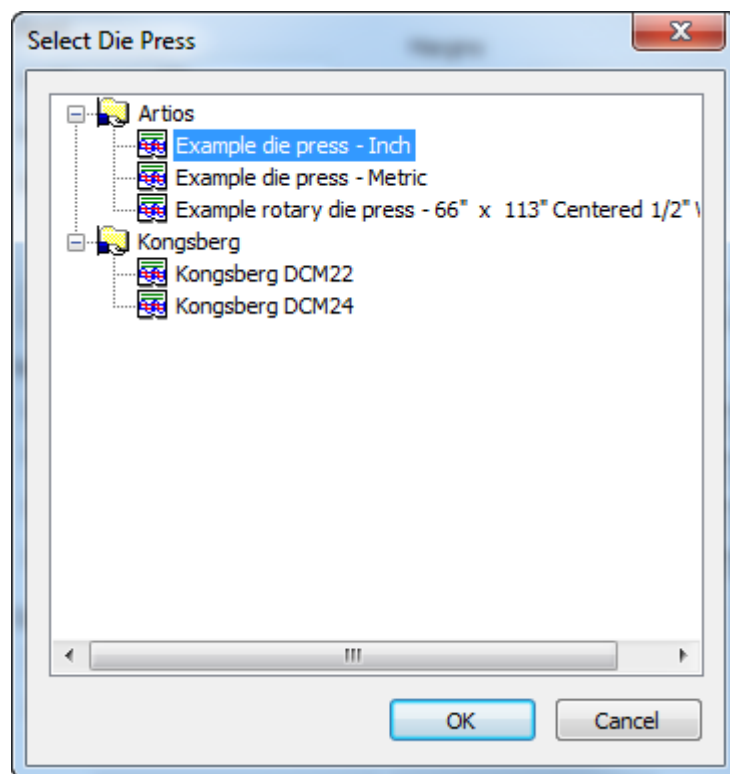 Select Die Press
Artios
Example die press - Inch
Example die press - Metric
Example rotary die press - 66" x 113" Centered 1/2"
Kongsberg
Kongsberg DCM22
Kongsberg DCM24
OK
Cancel